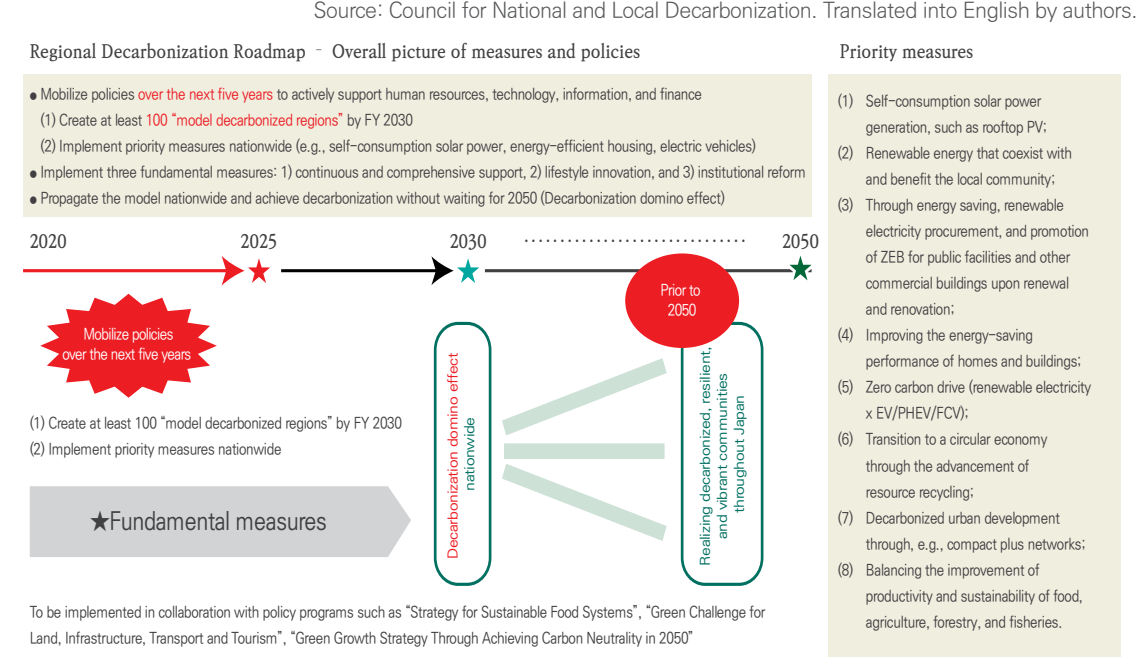 Source: Council for National and Local Decarbonization. Translated into English by authors.
Regional Decarbonization Roadmap – Overall picture of measures and policies
● Mobilize policies over the next five years to actively support human resources, technology, information, and finance
(1) Create at least 100 “model decarbonized regions” by FY 2030
(2) Implement priority measures nationwide (e.g., self-consumption solar power, energy-efficient housing, electric vehicles)
● Implement three fundamental measures: 1) continuous and comprehensive support, 2) lifestyle innovation, and 3) institutional reform
● Propagate the model nationwide and achieve decarbonization without waiting for 2050 (Decarbonization domino effect)
2020 2025 2030 2050
Mobilize policies
over the next five years
Prior to
2050
(1) Create at least 100 “model decarbonized regions” by FY 2030
(2) Implement priority measures nationwide
★Fundamental measures
Decarbonization domino effect
nationwide
Realizing decarbonized, resilient,
and vibrant communities
throughout Japan
To be implemented in collaboration with policy programs such as “Strategy for Sustainable Food Systems”, “Green Challenge for
Land, Infrastructure, Transport and Tourism”, “Green Growth Strategy Through Achieving Carbon Neutrality in 2050”
Priority measures
(1) Self-consumption solar power
generation, such as rooftop PV;
(2) Renewable energy that coexist with
and benefit the local community;
(3) Through energy saving, renewable
electricity procurement, and promotion
of ZEB for public facilities and other
commercial buildings upon renewal
and renovation;
(4) Improving the energy-saving
performance of homes and buildings;
(5) Zero carbon drive (renewable electricity
x EV/PHEV/FCV);
(6) Transition to a circular economy
through the advancement of
resource recycling;
(7) Decarbonized urban development
through, e.g., compact plus networks;
(8) Balancing the improvement of
productivity and sustainability of food,
agriculture, forestry, and fisheries.